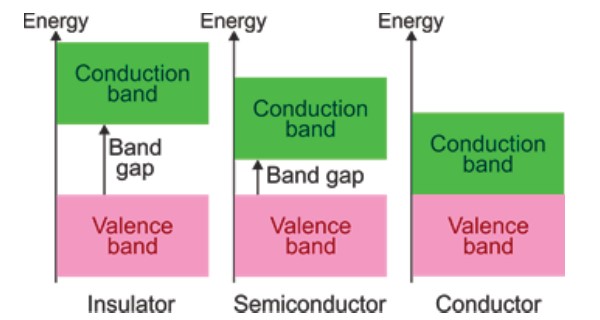 Energy
Conduction
band
Band
gap
Valence
band
Insulator
Energy
Conduction
band
Band gap
Valence
band
Semiconductor
Energy
Conduction
band
Valence
band
Conductor